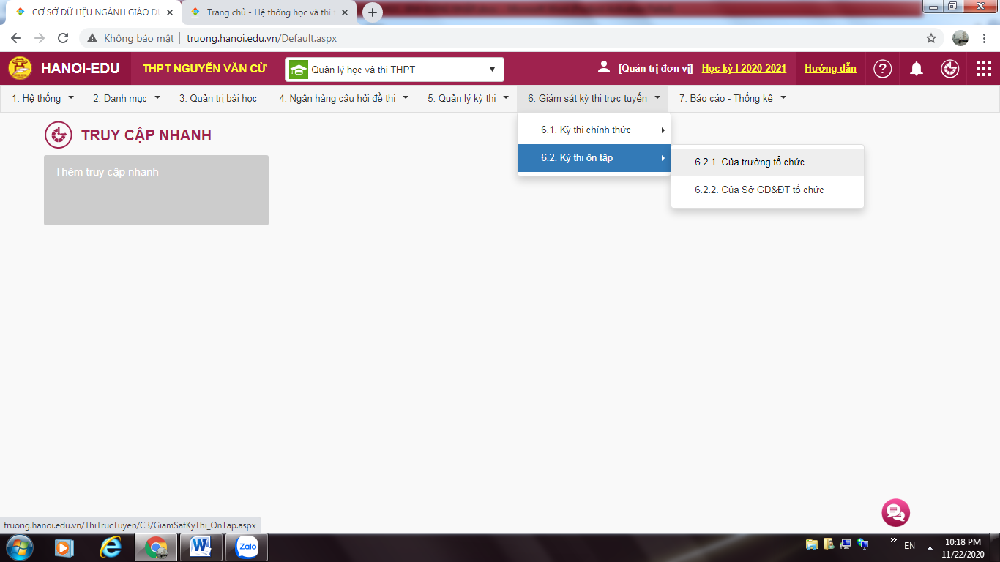 CƠ SỞ DỮ LIỆU NGÀNH GIÁO D
Trang chủ - Hệ thống học và thi
Không bảo mật
truong.hanoi.edu.vn/Default.aspx
HANOI-EDU
THPT NGUYỄN VĂN CỪ
Quản lý học và thi THPT
[Quản trị đơn vị]
Học kỳ I 2020-2021
Hướng dẫn
?
1. Hệ thống
2. Danh mục
3. Quản trị bài học
4. Ngân hàng câu hỏi đề thi
5. Quản lý kỳ thi
6. Giám sát kỳ thi trực tuyến
7. Báo cáo - Thống kê
6.1. Kỳ thi chính thức
6.2. Kỳ thi ôn tập
6.2.1. Của trường tổ chức
6.2.2. Của Sở GD&ĐT tổ chức
TRUY CẬP NHANH
Thêm truy cập nhanh
truong.hanoi.edu.vn/ThiTrucTuyen/C3/GiamSatKyThi_OnTap.aspx
Zalo
EN
10:18 PM
11/22/2020